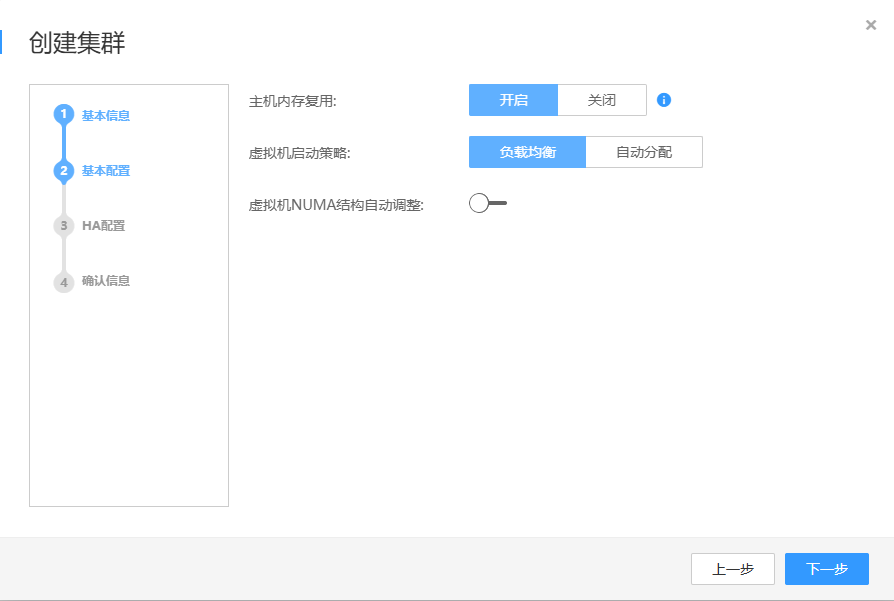 创建集群
×
1 基本信息
2 基本配置
3 HA配置
4 确认信息
主机内存复用: 开启 关闭 i
虚拟机启动策略: 负载均衡 自动分配
虚拟机NUMA结构自动调整:
上一步 下一步